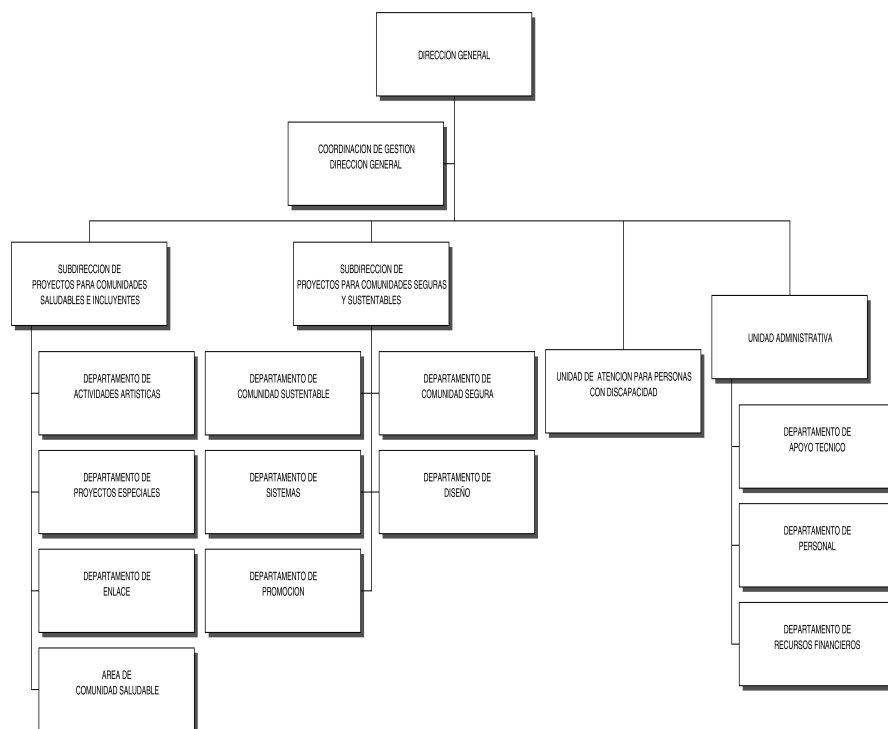 DIRECCION GENERAL
COORDINACION DE GESTION
DIRECCION GENERAL
SUBDIRECCION DE
PROYECTOS PARA COMUNIDADES
SALUDABLES E INCLUYENTES
SUBDIRECCION DE
PROYECTOS PARA COMUNIDADES SEGURAS
Y SUSTENTABLES
UNIDAD ADMINISTRATIVA
UNIDAD DE ATENCION PARA PERSONAS
CON DISCAPACIDAD
DEPARTAMENTO DE
ACTIVIDADES ARTISTICAS
DEPARTAMENTO DE
COMUNIDAD SUSTENTABLE
DEPARTAMENTO DE
COMUNIDAD SEGURA
DEPARTAMENTO DE
APOYO TECNICO
DEPARTAMENTO DE
PROYECTOS ESPECIALES
DEPARTAMENTO DE
SISTEMAS
DEPARTAMENTO DE
DISEÑO
DEPARTAMENTO DE
PERSONAL
DEPARTAMENTO DE
ENLACE
DEPARTAMENTO DE
PROMOCION
DEPARTAMENTO DE
RECURSOS FINANCIEROS
AREA DE
COMUNIDAD SALUDABLE